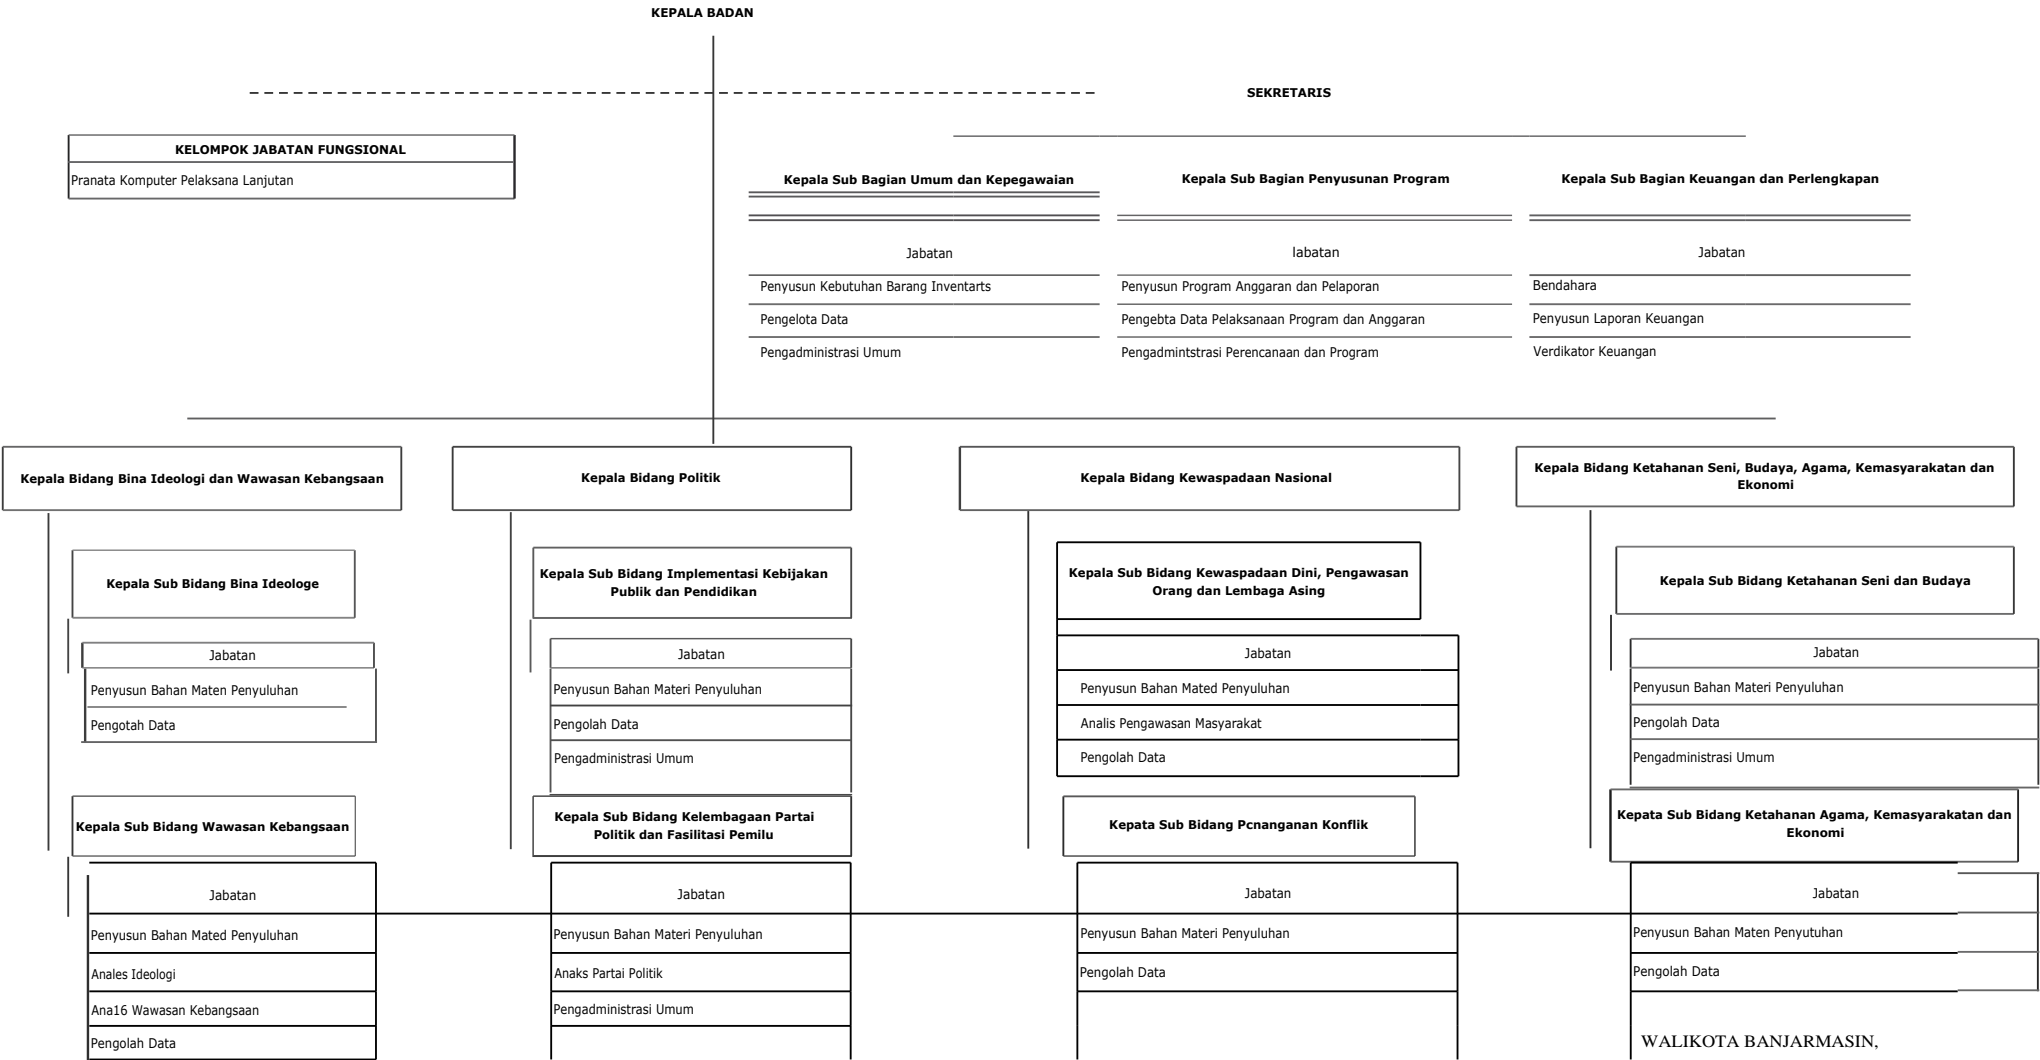 KEPALA BADAN
SEKRETARIS
KELOMPOK JABATAN FUNGSIONAL
Pranata Komputer Pelaksana Lanjutan
Kepala Sub Bagian Umum dan Kepegawaian
Jabatan
Penyusun Kebutuhan Barang Inventarts
Pengelota Data
Pengadministrasi Umum
Kepala Sub Bagian Penyusunan Program
labatan
Penyusun Program Anggaran dan Pelaporan
Pengebta Data Pelaksanaan Program dan Anggaran
Pengadmintstrasi Perencanaan dan Program
Kepala Sub Bagian Keuangan dan Perlengkapan
Jabatan
Bendahara
Penyusun Laporan Keuangan
Verdikator Keuangan
Kepala Bidang Bina Ideologi dan Wawasan Kebangsaan
Kepala Sub Bidang Bina Ideologe
Jabatan
Penyusun Bahan Maten Penyuluhan
Pengotah Data
Kepala Sub Bidang Wawasan Kebangsaan
Jabatan
Penyusun Bahan Mated Penyuluhan
Anales Ideologi
Ana16 Wawasan Kebangsaan
Pengolah Data
Kepala Bidang Politik
Kepala Sub Bidang Implementasi Kebijakan
Publik dan Pendidikan
Jabatan
Penyusun Bahan Materi Penyuluhan
Pengolah Data
Pengadministrasi Umum
Kepala Sub Bidang Kelembagaan Partai
Politik dan Fasilitasi Pemilu
Jabatan
Penyusun Bahan Materi Penyuluhan
Anaks Partai Politik
Pengadministrasi Umum
Kepala Bidang Kewaspadaan Nasional
Kepala Sub Bidang Kewaspadaan Dini, Pengawasan
Orang dan Lembaga Asing
Jabatan
Penyusun Bahan Mated Penyuluhan
Analis Pengawasan Masyarakat
Pengolah Data
Kepata Sub Bidang Pcnanganan Konflik
Jabatan
Penyusun Bahan Materi Penyuluhan
Pengolah Data
Kepala Bidang Ketahanan Seni, Budaya, Agama, Kemasyarakatan dan
Ekonomi
Kepala Sub Bidang Ketahanan Seni dan Budaya
Jabatan
Penyusun Bahan Materi Penyuluhan
Pengolah Data
Pengadministrasi Umum
Kepata Sub Bidang Ketahanan Agama, Kemasyarakatan dan
Ekonomi
Jabatan
Penyusun Bahan Maten Penyutuhan
Pengolah Data
WALIKOTA BANJARMASIN,